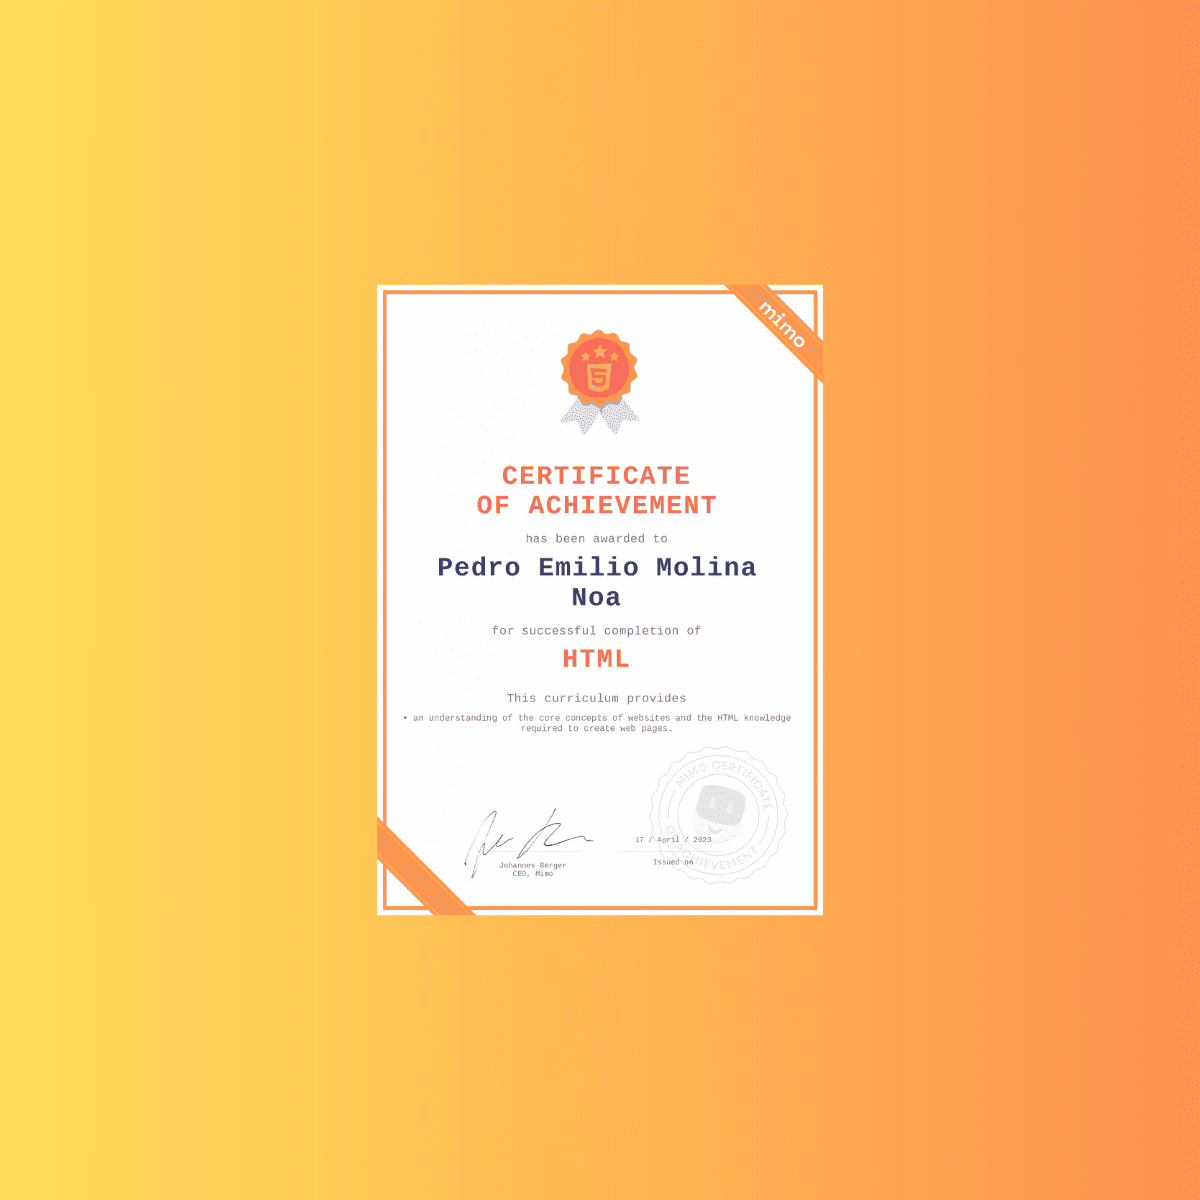 mimo
5
CERTIFICATE
OF ACHIEVEMENT
has been awarded to
Pedro Emilio Molina
Noa
for successful completion of
HTML
This curriculum provides
• an understanding of the core concepts of websites and the HTML knowledge
required to create web pages.
MIMO CERTIFICATE
OF ACHIEVEMENT
17 / April / 2023
Issued on
Johannes Berger
CEO, Mimo